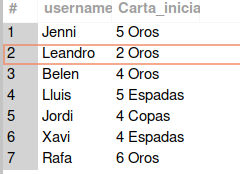 # username Carta_inicia
1 Jenni 5 Oros
2 Leandro 2 Oros
3 Belen 4 Oros
4 Lluis 5 Espadas
5 Jordi 4 Copas
6 Xavi 4 Espadas
7 Rafa 6 Oros